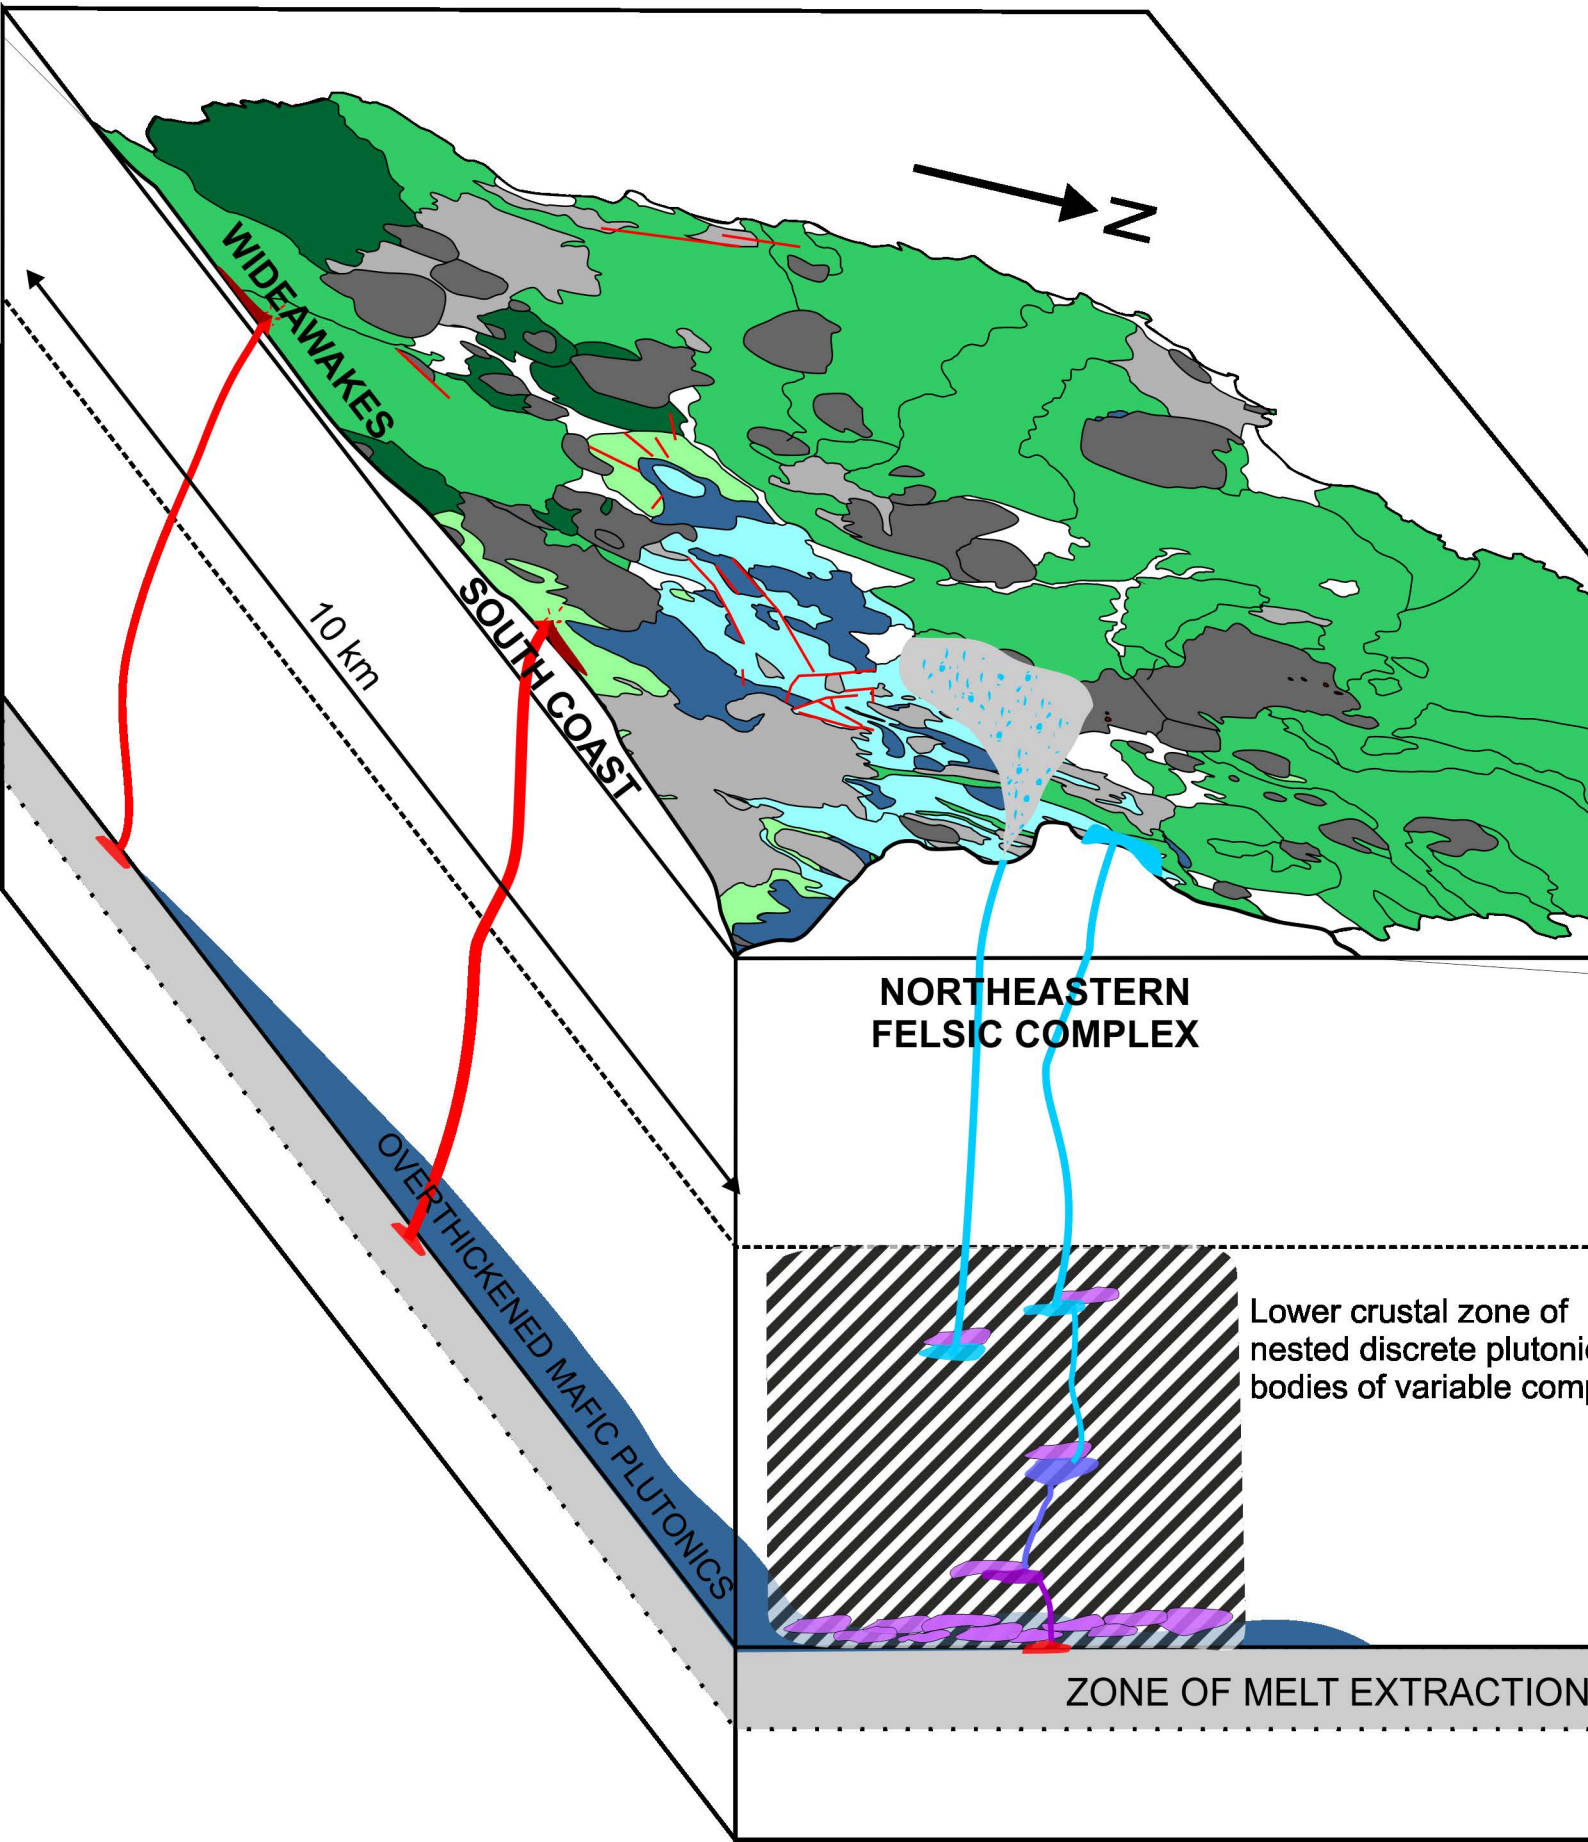 N
WIDEAWAKES
10 km
SOUTH COAST
NORTHEASTERN
FELSIC COMPLEX
OVERTHICKENED MAFIC PLUTONICS
Lower crustal zone of
nested discrete plutonic
bodies of variable comp
ZONE OF MELT EXTRACTION